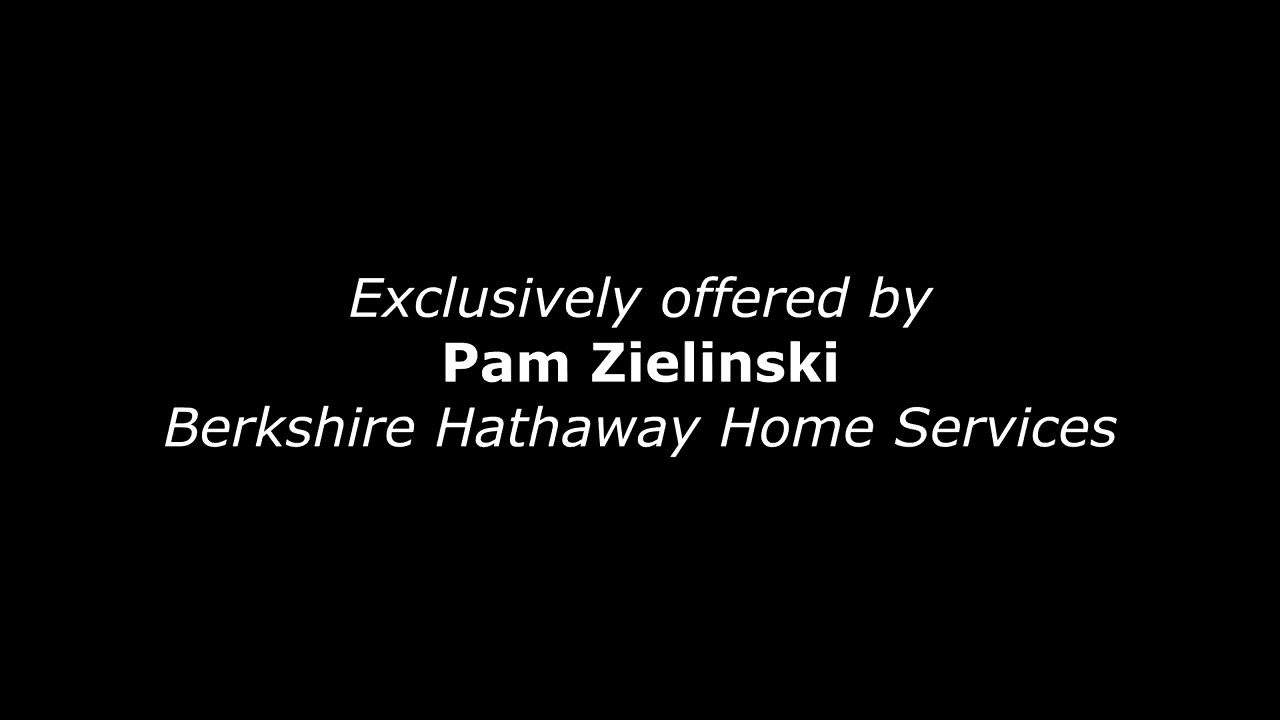 Exclusively offered by
Pam Zielinski
Berkshire Hathaway Home Services